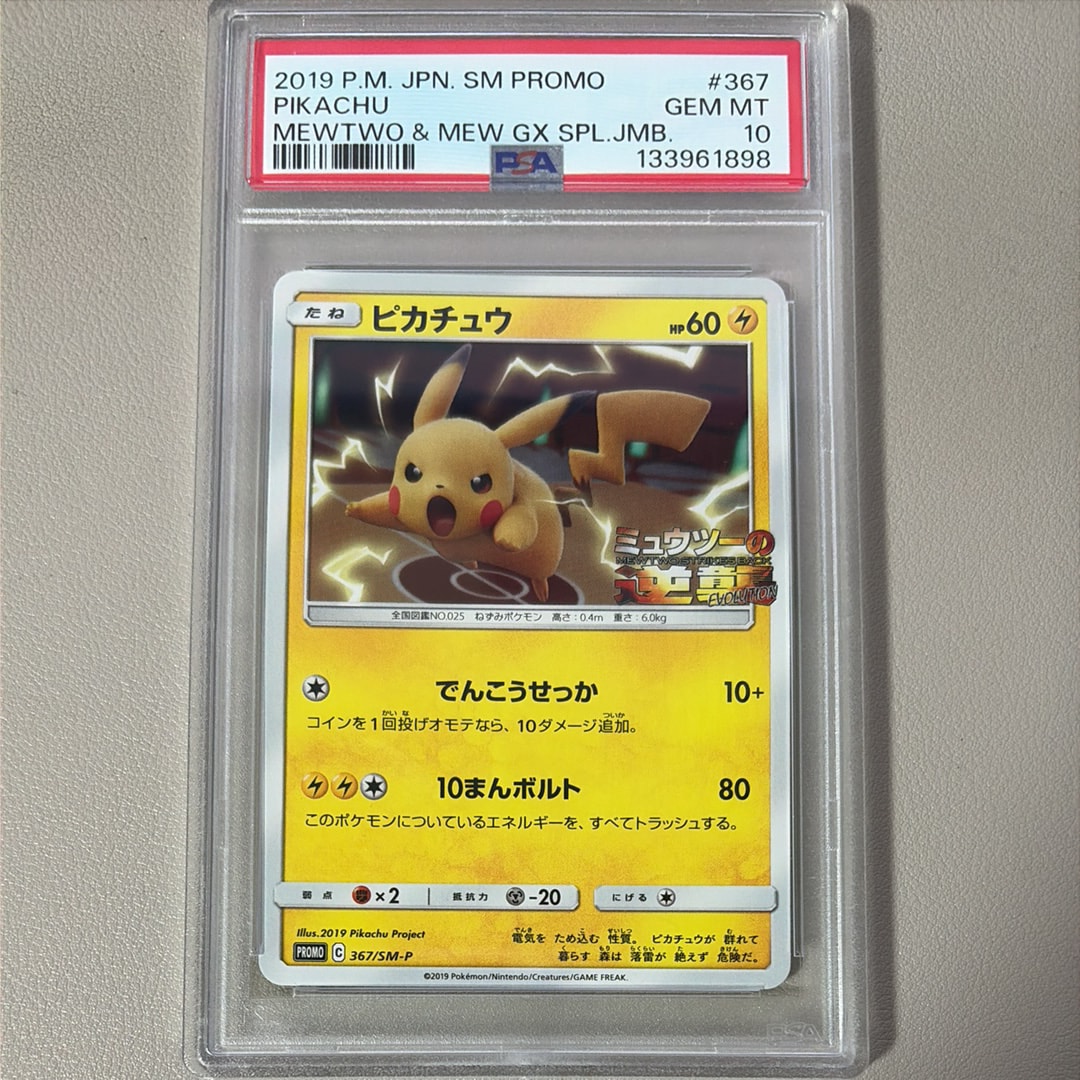 2019 P.M. JPN. SM PROMO #367
PIKACHU GEM MT
MEWTWO & MEW GX SPL.JMB. 10
PSA 133961898
たね ピカチュウ HP60
ミュウツーの
MEWTWO STRIKES BACK
逆襲
EVOLUTION
全国図鑑NO.025 ねずみポケモン 高さ:0.4m 重さ:6.0kg
でんこうせっか 10+
コインを1回投げオモテなら、10ダメージ追加。
10まんボルト 80
このポケモンについているエネルギーを、すべてトラッシュする。
弱点 ×2 抵抗力 -20 にげる
Illus.2019 Pikachu Project
PROMO C 367/SM-P
電気を ため込む 性質。 ピカチュウが 群れて
暮らす 森は 落雷が 絶えず 危険だ。
©2019 Pokémon/Nintendo/Creatures/GAME FREAK.
PSA